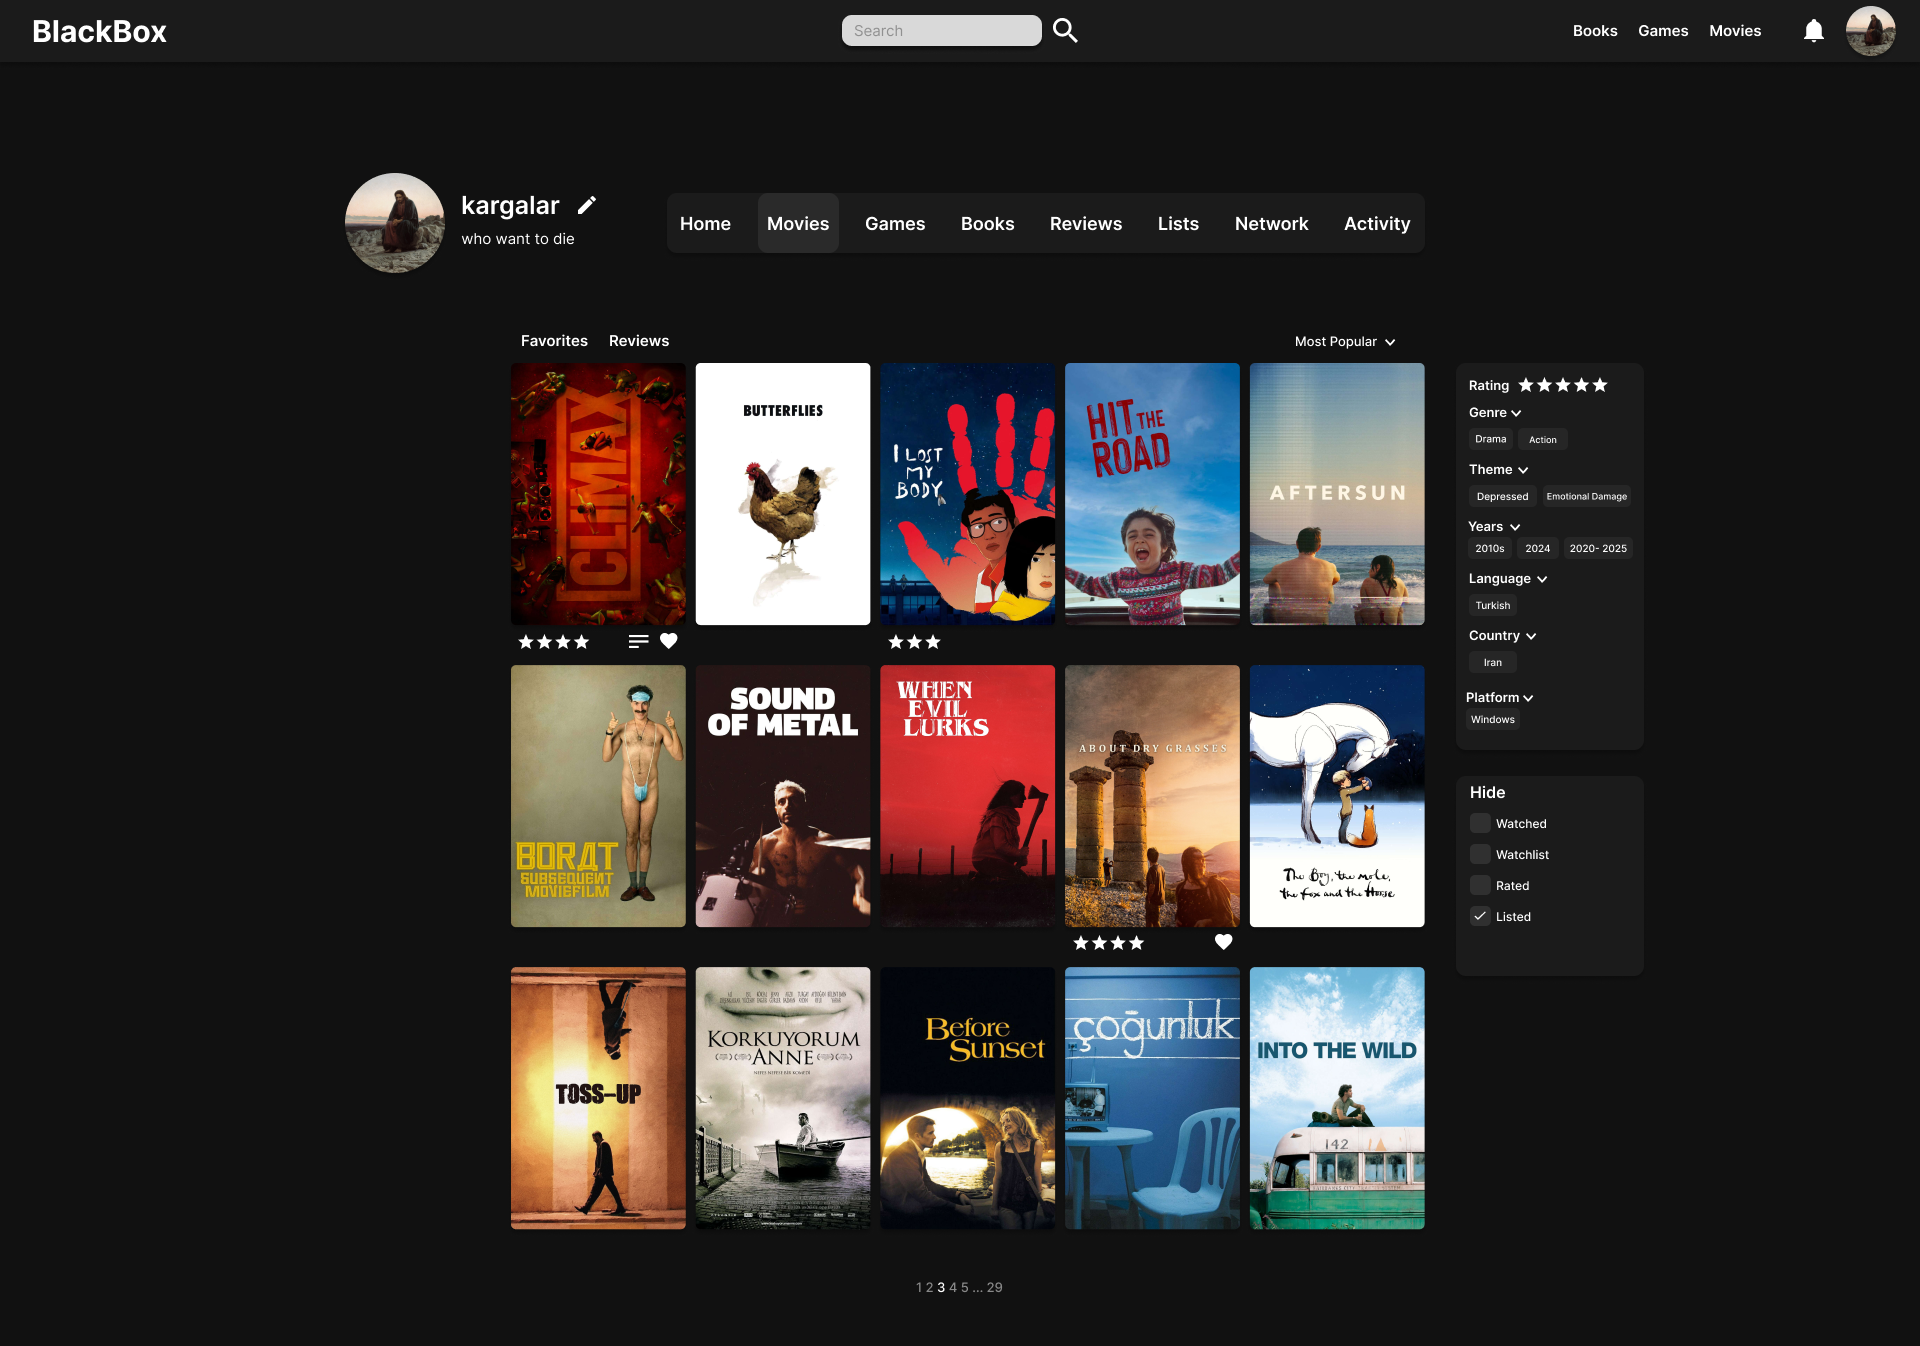 BlackBox
Search
Books Games Movies
kargalar
who want to die
Home Movies Games Books Reviews Lists Network Activity
Favorites Reviews
Most Popular
CLIMAX
BUTTERFLIES
I LOST
MY
BODY
HIT THE
ROAD
AFTERSUN
Rating
Genre
Drama Action
Theme
Depressed Emotional Damage
Years
2010s 2024 2020- 2025
Language
Turkish
Country
Iran
Platform
Windows
BORAT
SUBSEQUENT
MOVIEFILM
SOUND
OF METAL
WHEN
EVIL
LURKS
ABOUT DRY GRASSES
The Boy, the mole,
the fox and the Horse
Hide
Watched
Watchlist
Rated
Listed
TOSS-UP
KORKUYORUM
ANNE
Before
Sunset
çoğunluk
INTO THE WILD
142
1 2 3 4 5 ... 29